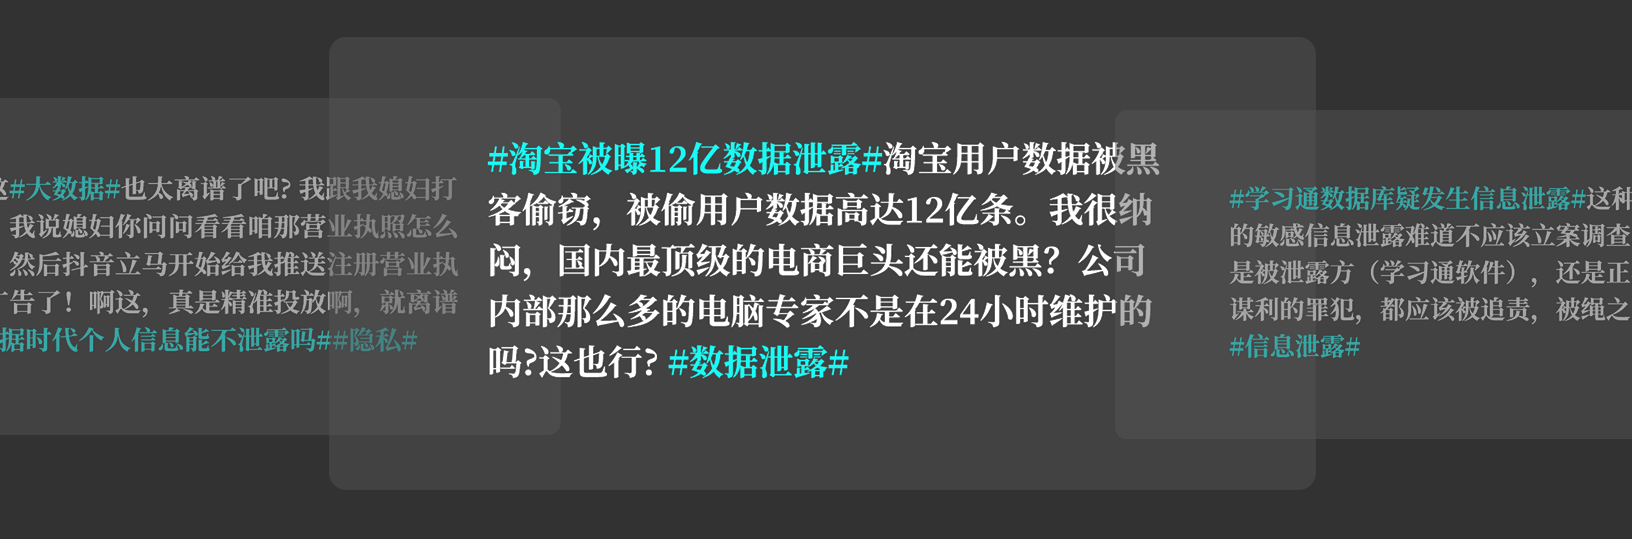 #大数据#也太离谱了吧? 我跟我媳妇打
我说媳妇你问问看看咱那营业执照怎么
然后抖音立马开始给我推送注册营业执
告了！啊这，真是精准投放啊，就离谱
据时代个人信息能不泄露吗##隐私#
#淘宝被曝12亿数据泄露#淘宝用户数据被黑
客偷窃，被偷用户数据高达12亿条。我很纳
闷，国内最顶级的电商巨头还能被黑？公司
内部那么多的电脑专家不是在24小时维护的
吗?这也行? #数据泄露#
#学习通数据库疑发生信息泄露#这种
的敏感信息泄露难道不应该立案调查
是被泄露方（学习通软件），还是正
谋利的罪犯，都应该被追责，被绳之
#信息泄露#